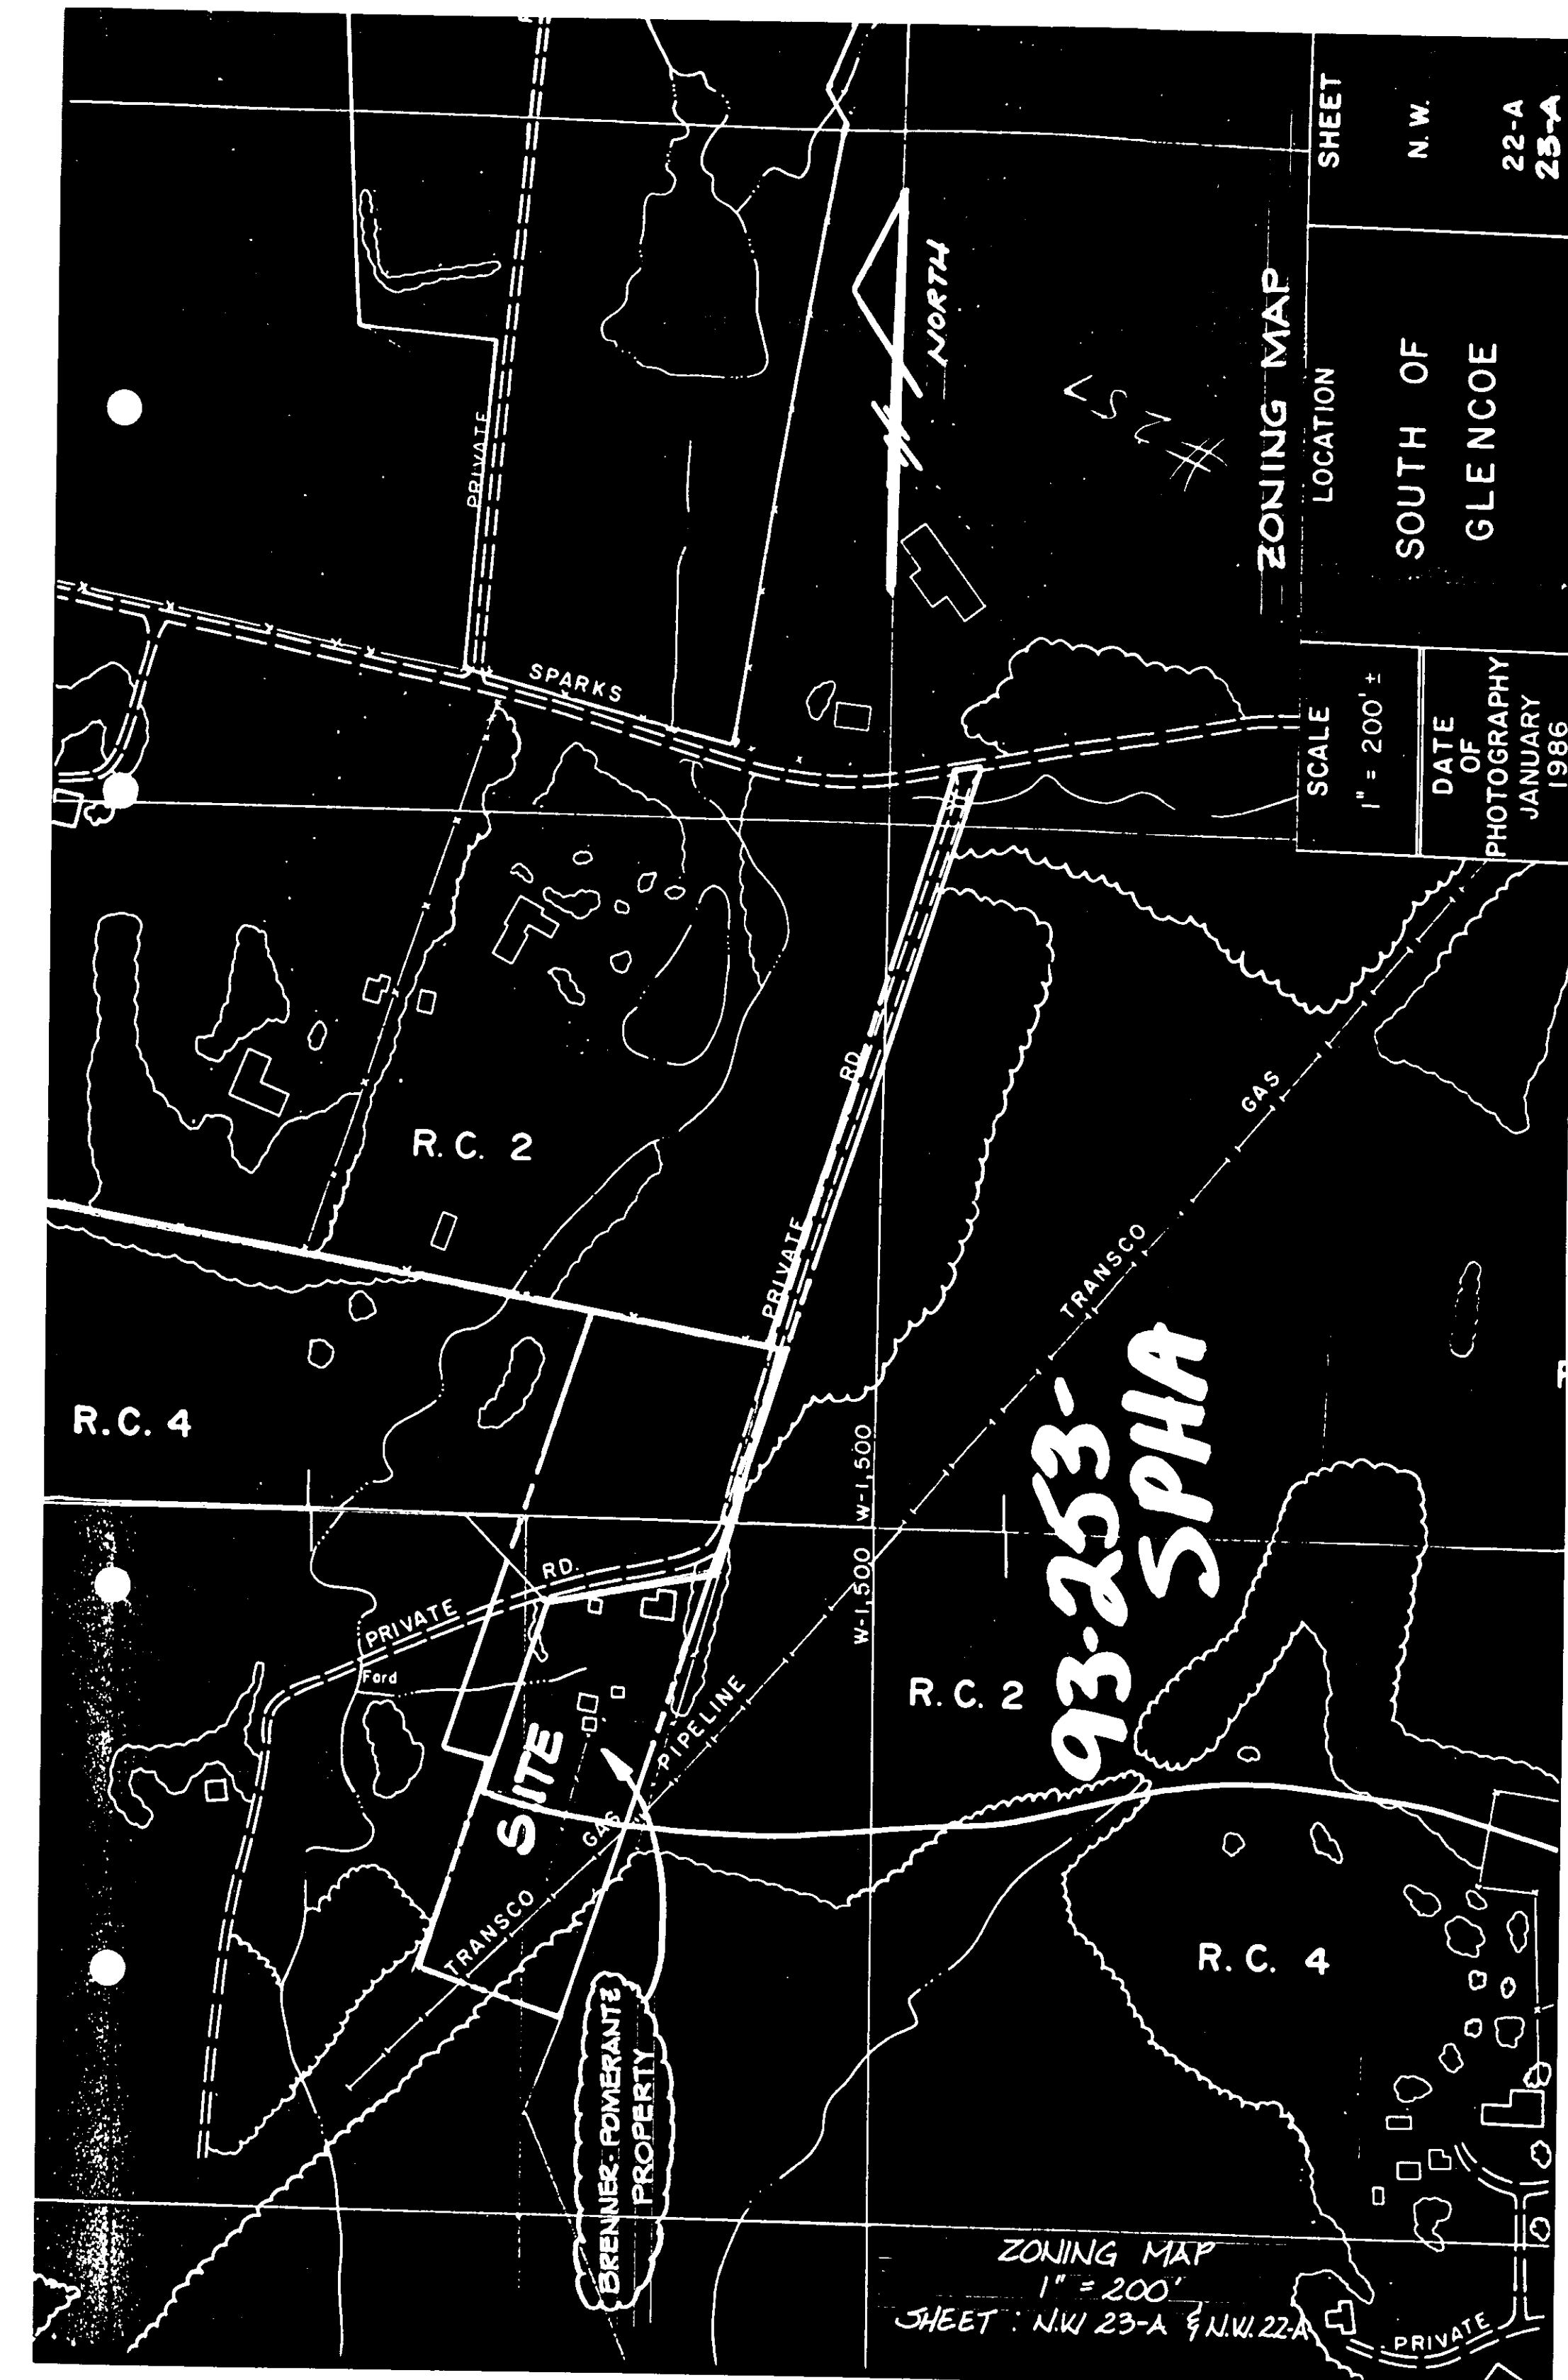 SHEET
N.W.
22-A
23-A
LOCATION
SOUTH OF
GLENCOE
SCALE
1" = 200' ±
DATE
OF
PHOTOGRAPHY
JANUARY
1986
ZONING MAP
NORTH
#257
PRIVATE
SPARKS
R.C. 2
PRIVATE RD.
GAS
TRANSCO
R.C. 4
W-1,500
W-1,500
93-253-
SPHA
PRIVATE RD.
Ford
R.C. 2
SITE
PIPELINE
GAS
TRANSCO
R.C. 4
BRENNER-POMERANTZ
PROPERTY
ZONING MAP
1" = 200'
SHEET : N.W 23-A & N.W. 22-A
PRIVATE